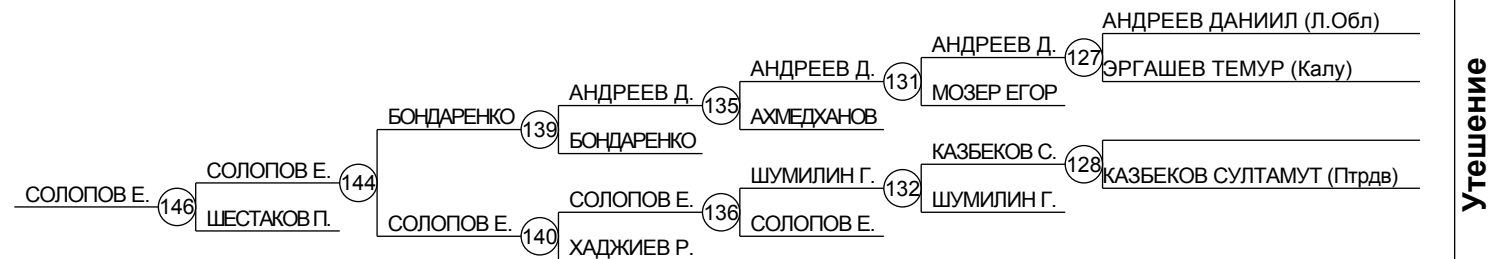 АНДРЕЕВ ДАНИИЛ (Л.Обл)
АНДРЕЕВ Д.
127
ЭРГАШЕВ ТЕМУР (Калу)
АНДРЕЕВ Д.
131
АНДРЕЕВ Д.
135
МОЗЕР ЕГОР
БОНДАРЕНКО
139
АХМЕДХАНОВ
БОНДАРЕНКО
КАЗБЕКОВ С.
128
СОЛОПОВ Е.
144
ШУМИЛИН Г.
132
КАЗБЕКОВ СУЛТАМУТ (Птрдв)
СОЛОПОВ Е.
146
СОЛОПОВ Е.
136
ШУМИЛИН Г.
ШЕСТАКОВ П.
СОЛОПОВ Е.
140
СОЛОПОВ Е.
ХАДЖИЕВ Р.
Утешение